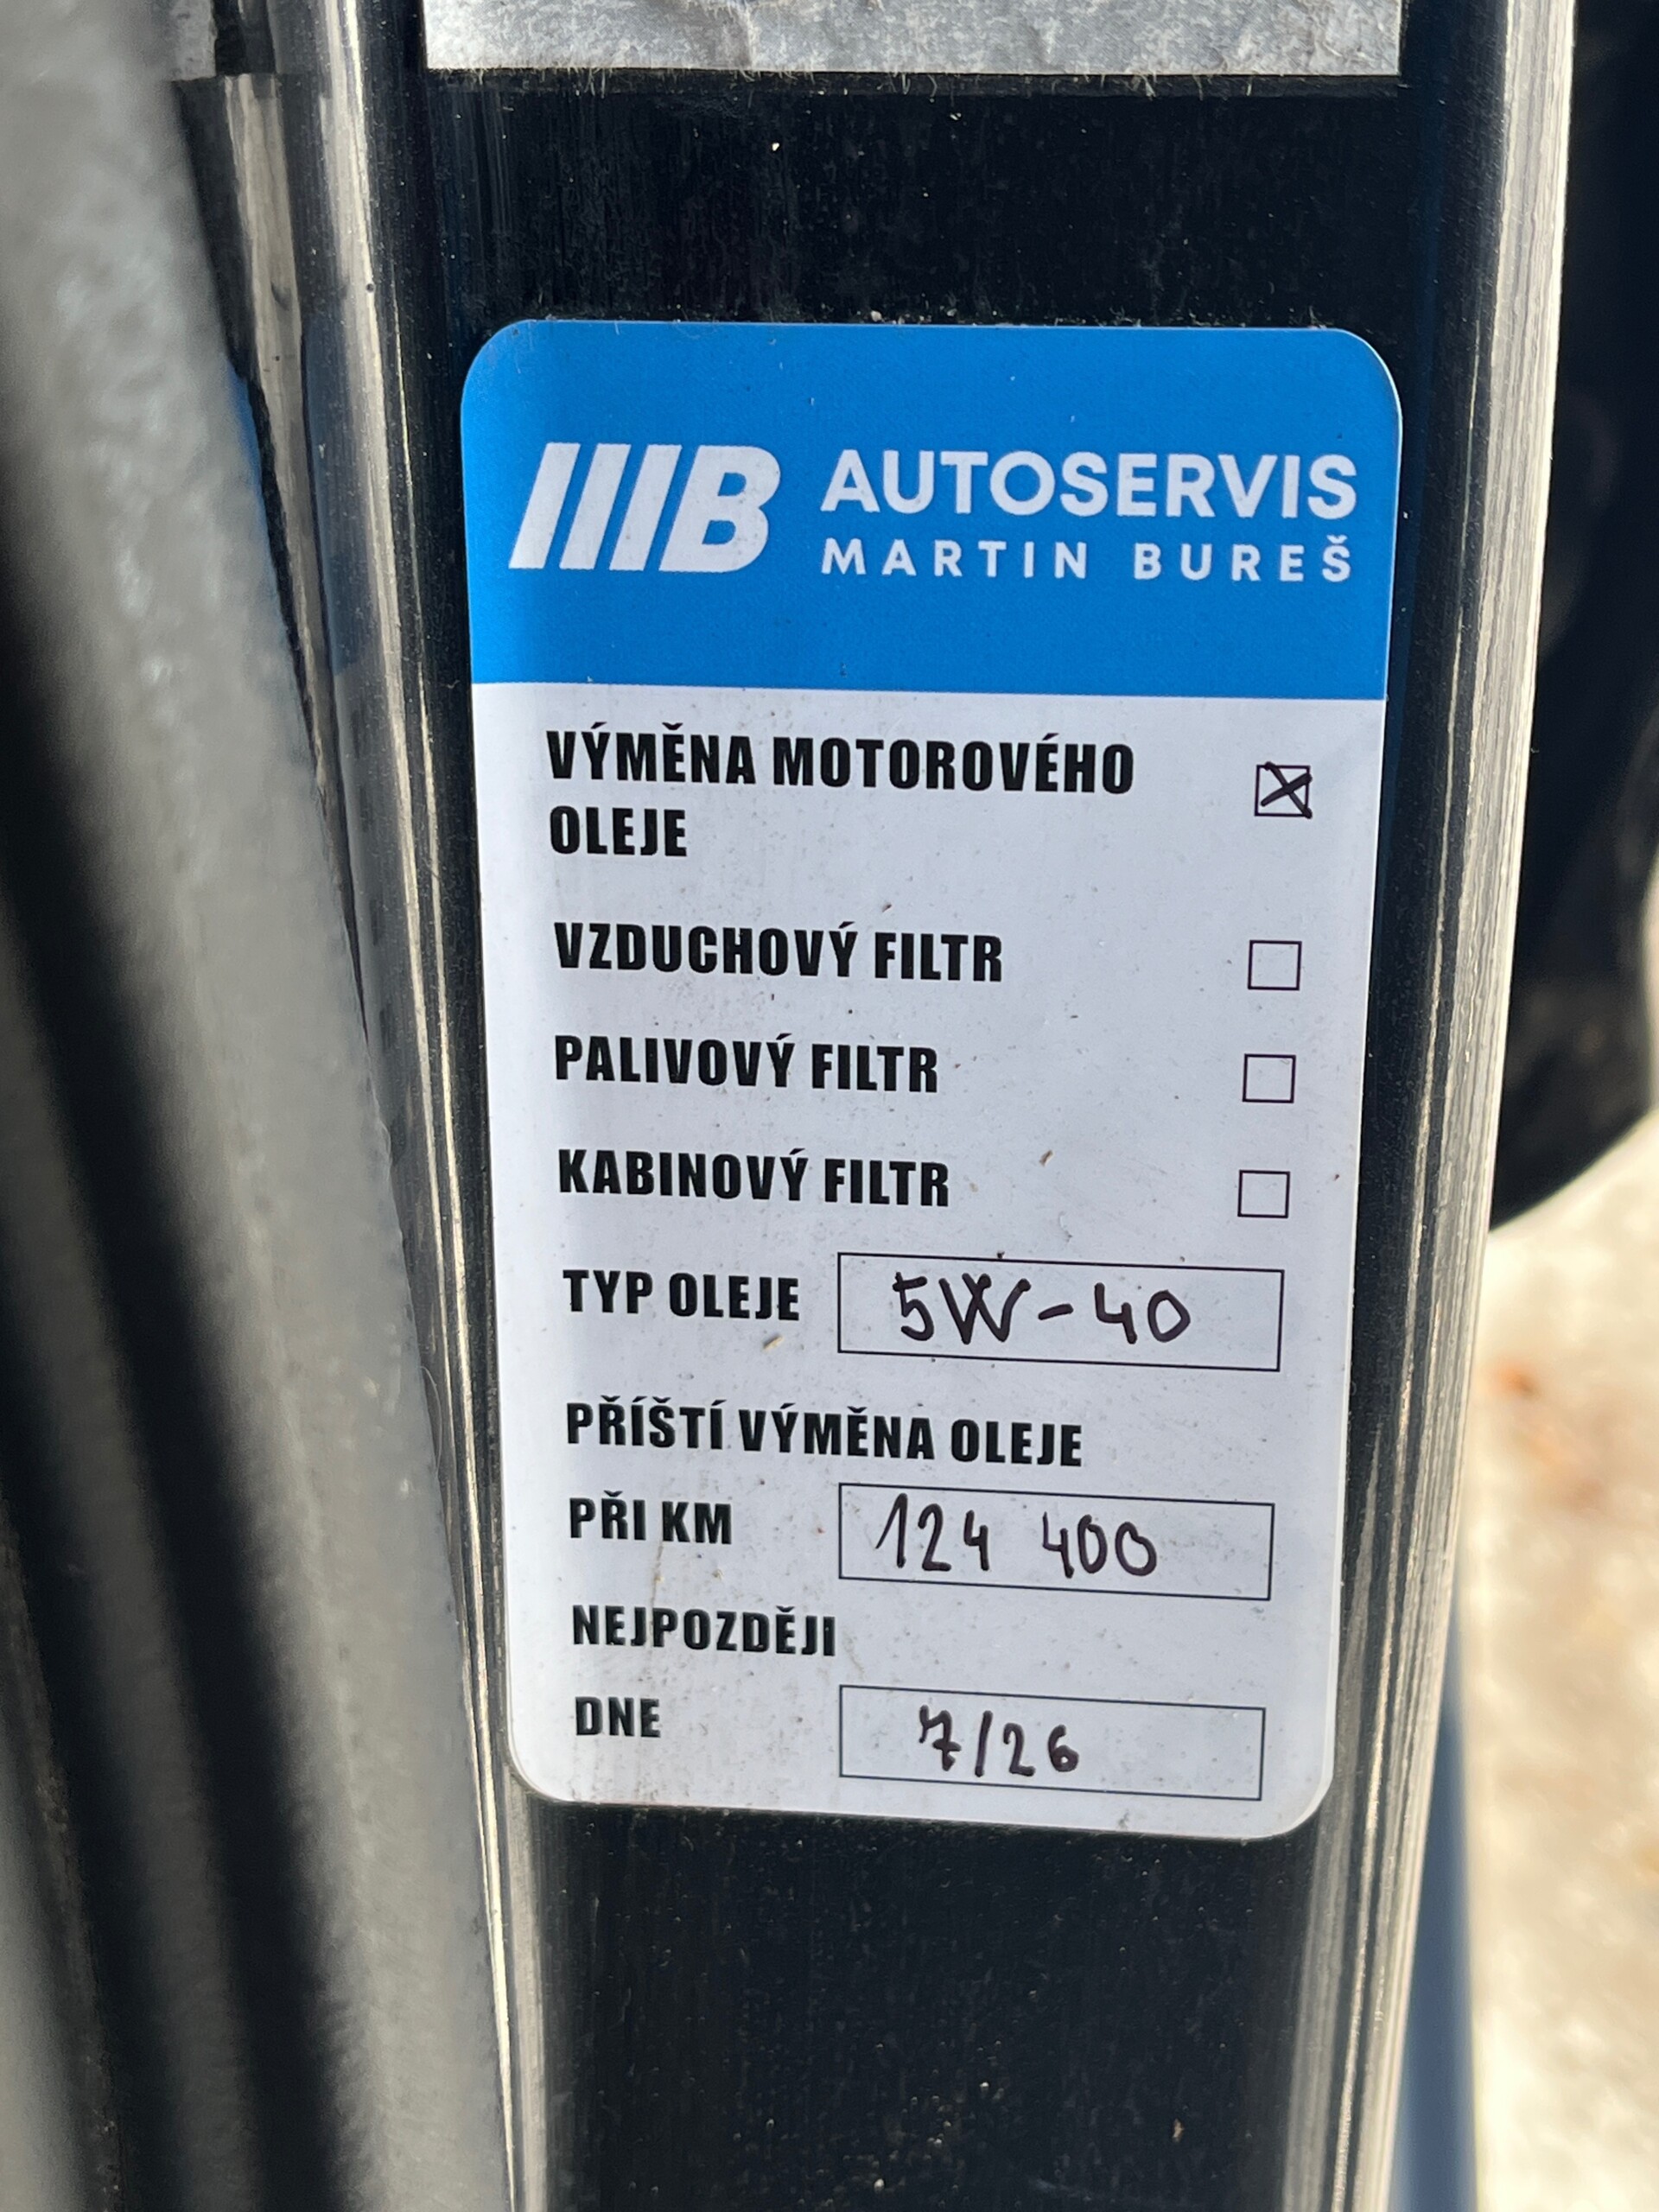 MB AUTOSERVIS
MARTIN BUREŠ
VÝMĚNA MOTOROVÉHO
OLEJE
VZDUCHOVÝ FILTR
PALIVOVÝ FILTR
KABINOVÝ FILTR
TYP OLEJE 5W-40
PŘÍŠTÍ VÝMĚNA OLEJE
PŘI KM 124 400
NEJPOZDĚJI
DNE 7/26